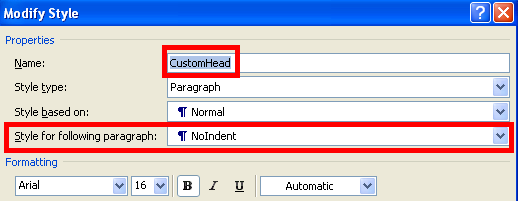 Modify Style
Properties
Name: CustomHead
Style type: Paragraph
Style based on: ¶ Normal
Style for following paragraph: ¶ NoIndent
Formatting
Arial 16 B I U Automatic